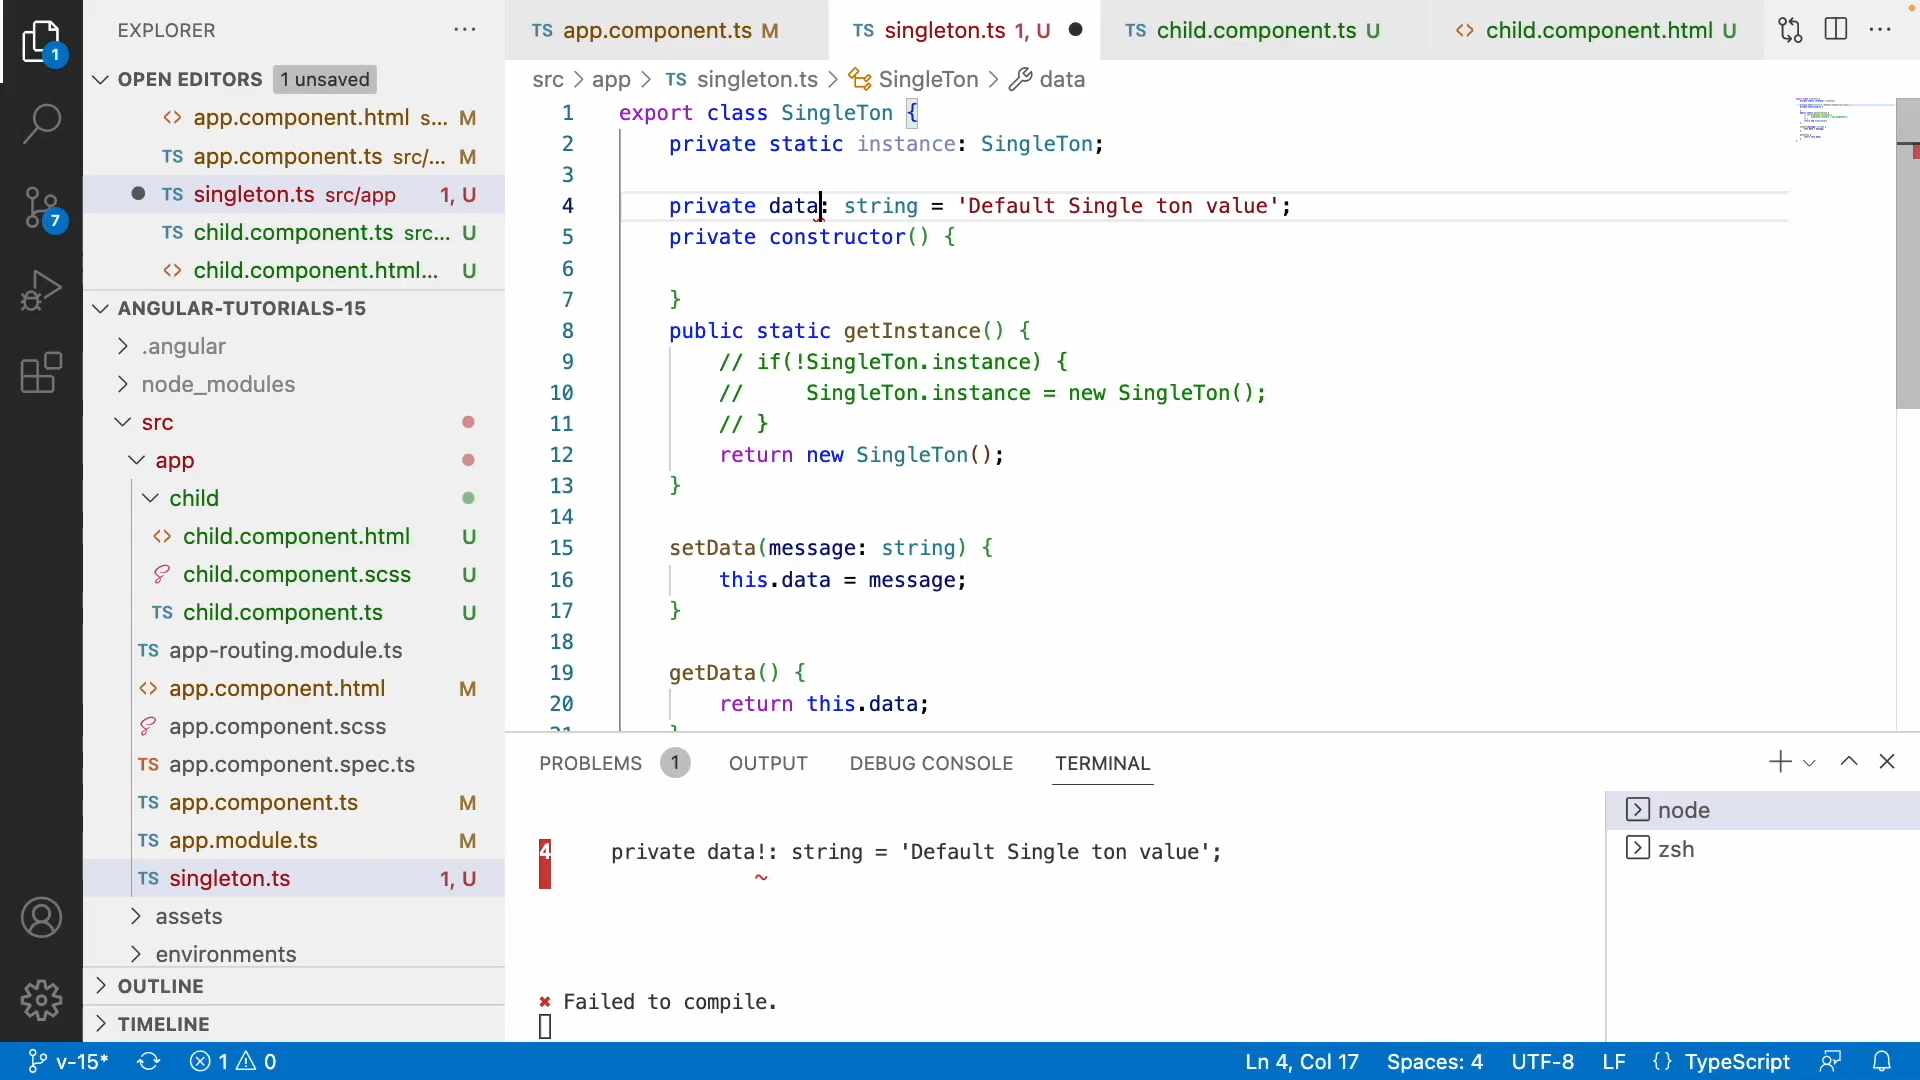 EXPLORER
OPEN EDITORS 1 unsaved
<> app.component.html s... M
TS app.component.ts src/... M
TS singleton.ts src/app 1, U
TS child.component.ts src... U
<> child.component.html... U
ANGULAR-TUTORIALS-15
.angular
node_modules
src
app
child
<> child.component.html U
child.component.scss U
TS child.component.ts U
TS app-routing.module.ts
<> app.component.html M
app.component.scss
TS app.component.spec.ts
TS app.component.ts M
TS app.module.ts M
TS singleton.ts 1, U
assets
environments
OUTLINE
TIMELINE
1
7
TS app.component.ts M
TS singleton.ts 1, U
TS child.component.ts U
<> child.component.html U
src > app > TS singleton.ts > SingleTon > data
1 export class SingleTon {
2 private static instance: SingleTon;
3
4 private data: string = 'Default Single ton value';
5 private constructor() {
6
7 }
8 public static getInstance() {
9 // if(!SingleTon.instance) {
10 //     SingleTon.instance = new SingleTon();
11 // }
12 return new SingleTon();
13 }
14
15 setData(message: string) {
16 this.data = message;
17 }
18
19 getData() {
20 return this.data;
21 }
PROBLEMS 1 OUTPUT DEBUG CONSOLE TERMINAL
4 private data!: string = 'Default Single ton value';
~
✖ Failed to compile.
node
zsh
v-15* 1 0 Ln 4, Col 17 Spaces: 4 UTF-8 LF {} TypeScript